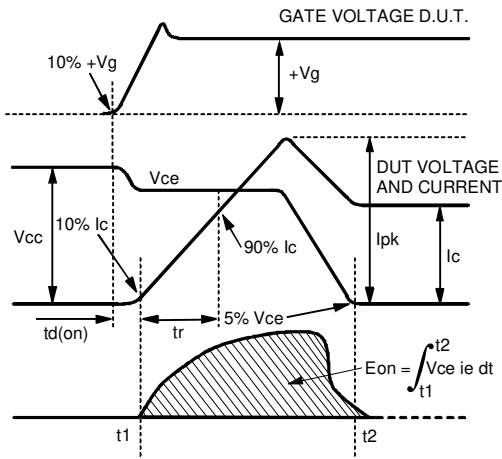 GATE VOLTAGE D.U.T.
10% +Vg
+Vg
DUT VOLTAGE
AND CURRENT
Vce
10% Ic
Vcc
90% Ic
Ipk
Ic
td(on)
tr
5% Vce
Eon = ∫ Vce ie dt
t2
t1
t1
t2